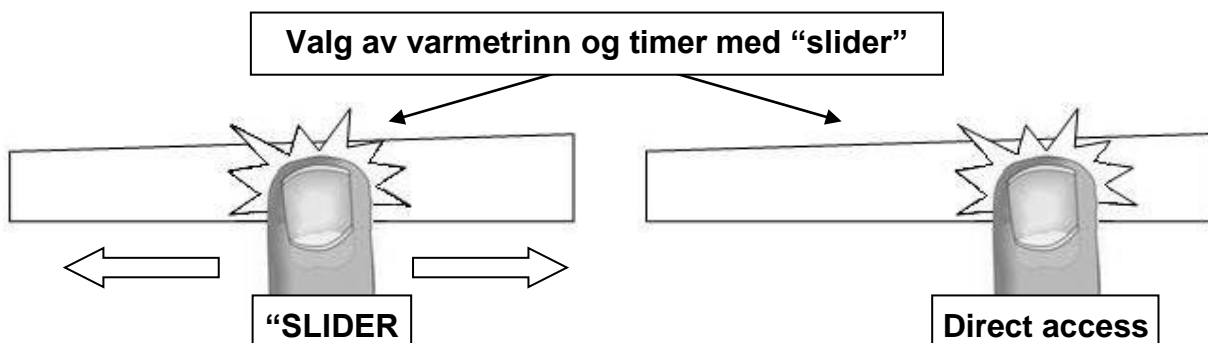 Valg av varmetrinn og timer med “slider”
“SLIDER
Direct access